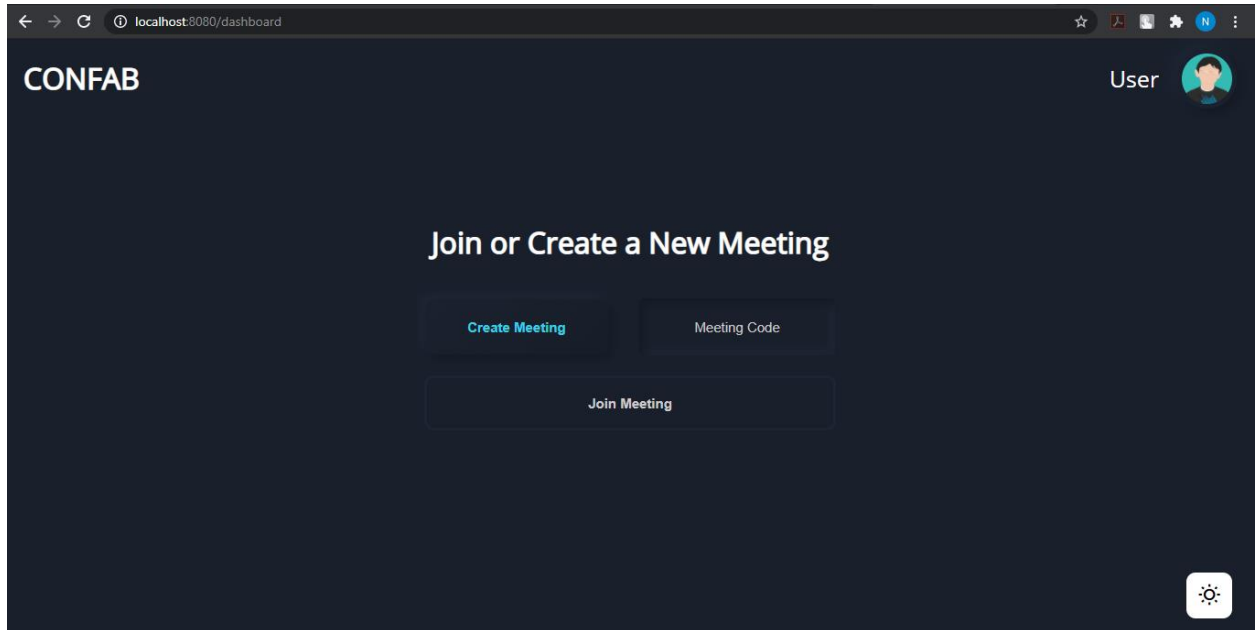 localhost:8080/dashboard
N
CONFAB
User
Join or Create a New Meeting
Create Meeting
Meeting Code
Join Meeting